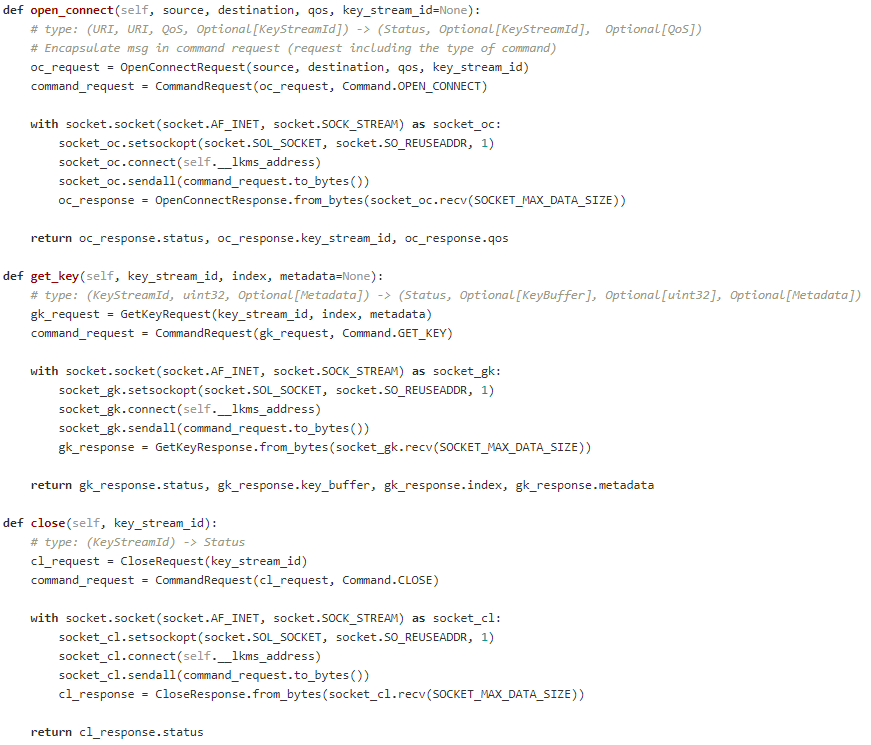 def open_connect(self, source, destination, qos, key_stream_id=None):
    # type: (URI, URI, QoS, Optional[KeyStreamId]) -> (Status, Optional[KeyStreamId],  Optional[QoS])
    # Encapsulate msg in command request (request including the type of command)
    oc_request = OpenConnectRequest(source, destination, qos, key_stream_id)
    command_request = CommandRequest(oc_request, Command.OPEN_CONNECT)

    with socket.socket(socket.AF_INET, socket.SOCK_STREAM) as socket_oc:
        socket_oc.setsockopt(socket.SOL_SOCKET, socket.SO_REUSEADDR, 1)
        socket_oc.connect(self.__lkms_address)
        socket_oc.sendall(command_request.to_bytes())
        oc_response = OpenConnectResponse.from_bytes(socket_oc.recv(SOCKET_MAX_DATA_SIZE))

    return oc_response.status, oc_response.key_stream_id, oc_response.qos

def get_key(self, key_stream_id, index, metadata=None):
    # type: (KeyStreamId, uint32, Optional[Metadata]) -> (Status, Optional[KeyBuffer], Optional[uint32], Optional[Metadata])
    gk_request = GetKeyRequest(key_stream_id, index, metadata)
    command_request = CommandRequest(gk_request, Command.GET_KEY)

    with socket.socket(socket.AF_INET, socket.SOCK_STREAM) as socket_gk:
        socket_gk.setsockopt(socket.SOL_SOCKET, socket.SO_REUSEADDR, 1)
        socket_gk.connect(self.__lkms_address)
        socket_gk.sendall(command_request.to_bytes())
        gk_response = GetKeyResponse.from_bytes(socket_gk.recv(SOCKET_MAX_DATA_SIZE))

    return gk_response.status, gk_response.key_buffer, gk_response.index, gk_response.metadata

def close(self, key_stream_id):
    # type: (KeyStreamId) -> Status
    cl_request = CloseRequest(key_stream_id)
    command_request = CommandRequest(cl_request, Command.CLOSE)

    with socket.socket(socket.AF_INET, socket.SOCK_STREAM) as socket_cl:
        socket_cl.setsockopt(socket.SOL_SOCKET, socket.SO_REUSEADDR, 1)
        socket_cl.connect(self.__lkms_address)
        socket_cl.sendall(command_request.to_bytes())
        cl_response = CloseResponse.from_bytes(socket_cl.recv(SOCKET_MAX_DATA_SIZE))

    return cl_response.status